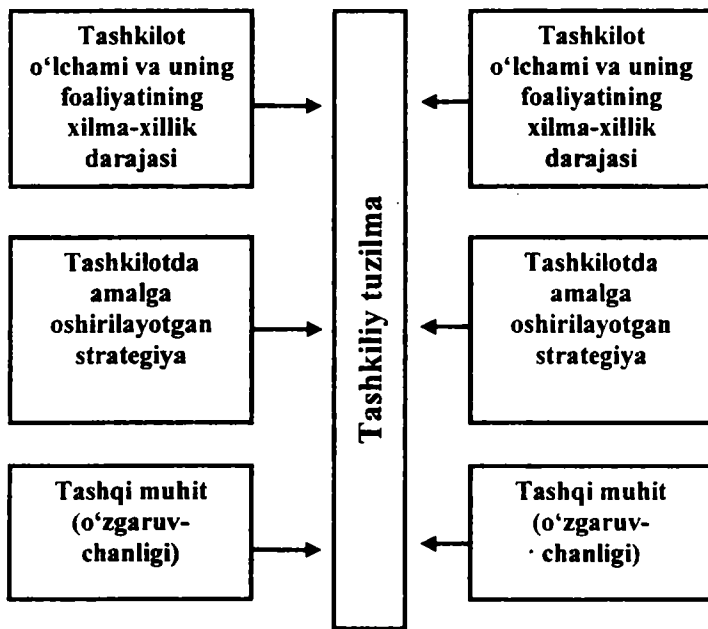 Tashkilot
o‘lchami va uning
foaliyatining
xilma-xillik
darajasi
Tashkilotda
amalga
oshirilayotgan
strategiya
Tashqi muhit
(o‘zgaruv-
chanligi)
Tashkiliy tuzilma
Tashkilot
o‘lchami va uning
foaliyatining
xilma-xillik
darajasi
Tashkilotda
amalga
oshirilayotgan
strategiya
Tashqi muhit
(o‘zgaruv-
chanligi)